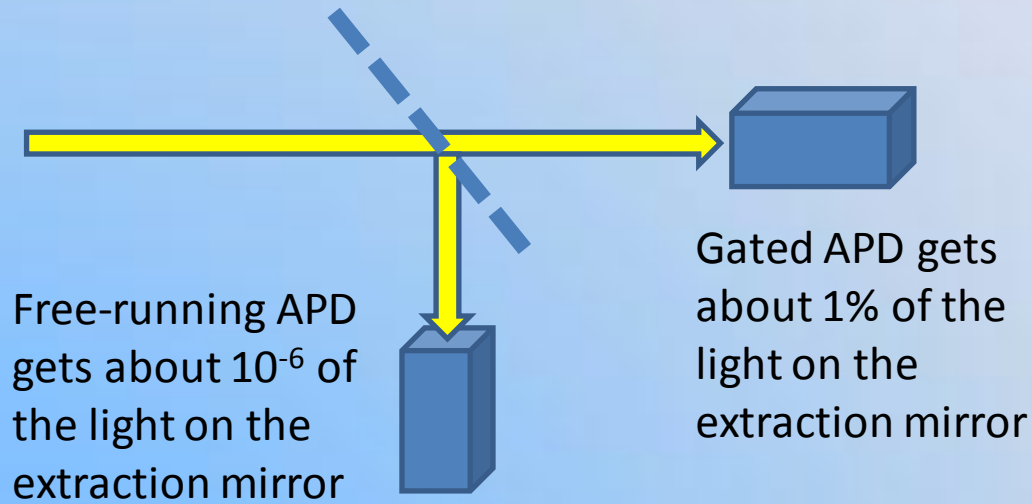 Free-running APD
gets about 10⁻⁶ of
the light on the
extraction mirror
Gated APD gets
about 1% of the
light on the
extraction mirror